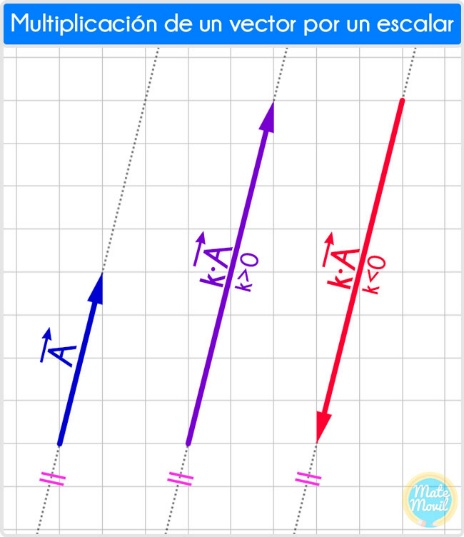 Multiplicación de un vector por un escalar
A
k·A
k>0
k·A
k<0
Mate
Movil